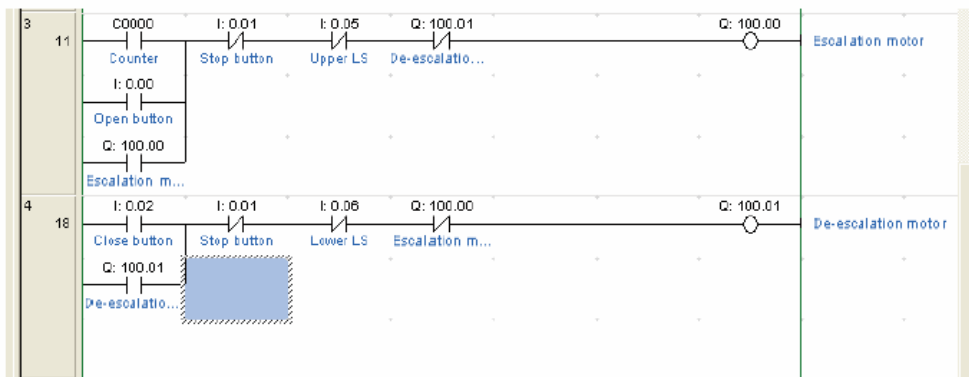 3
11
C0000
I: 0.01
I: 0.05
Q: 100.01
Q: 100.00
Counter
Stop button
Upper LS
De-escalatio...
Escalation motor
I: 0.00
Open button
Q: 100.00
Escalation m...
4
18
I: 0.02
I: 0.01
I: 0.06
Q: 100.00
Q: 100.01
Close button
Stop button
Lower LS
Escalation m...
De-escalation motor
Q: 100.01
De-escalatio...